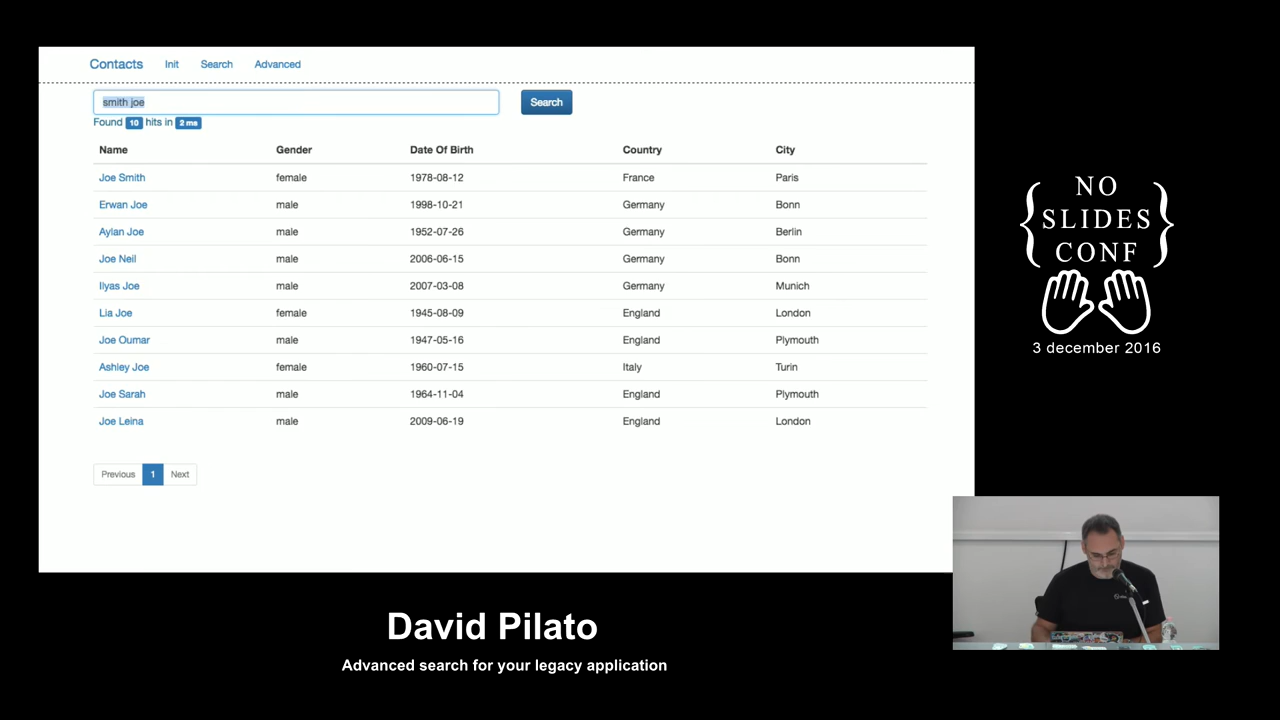 Contacts Init Search Advanced
smith joe Search
Found 10 hits in 2 ms
Name Gender Date Of Birth Country City
Joe Smith female 1978-08-12 France Paris
Erwan Joe male 1998-10-21 Germany Bonn
Aylan Joe male 1952-07-26 Germany Berlin
Joe Neil male 2006-06-15 Germany Bonn
Ilyas Joe male 2007-03-08 Germany Munich
Lia Joe female 1945-08-09 England London
Joe Oumar male 1947-05-16 England Plymouth
Ashley Joe female 1960-07-15 Italy Turin
Joe Sarah male 1964-11-04 England Plymouth
Joe Leina male 2009-06-19 England London
Previous 1 Next
NO
SLIDES
CONF
3 december 2016
David Pilato
Advanced search for your legacy application